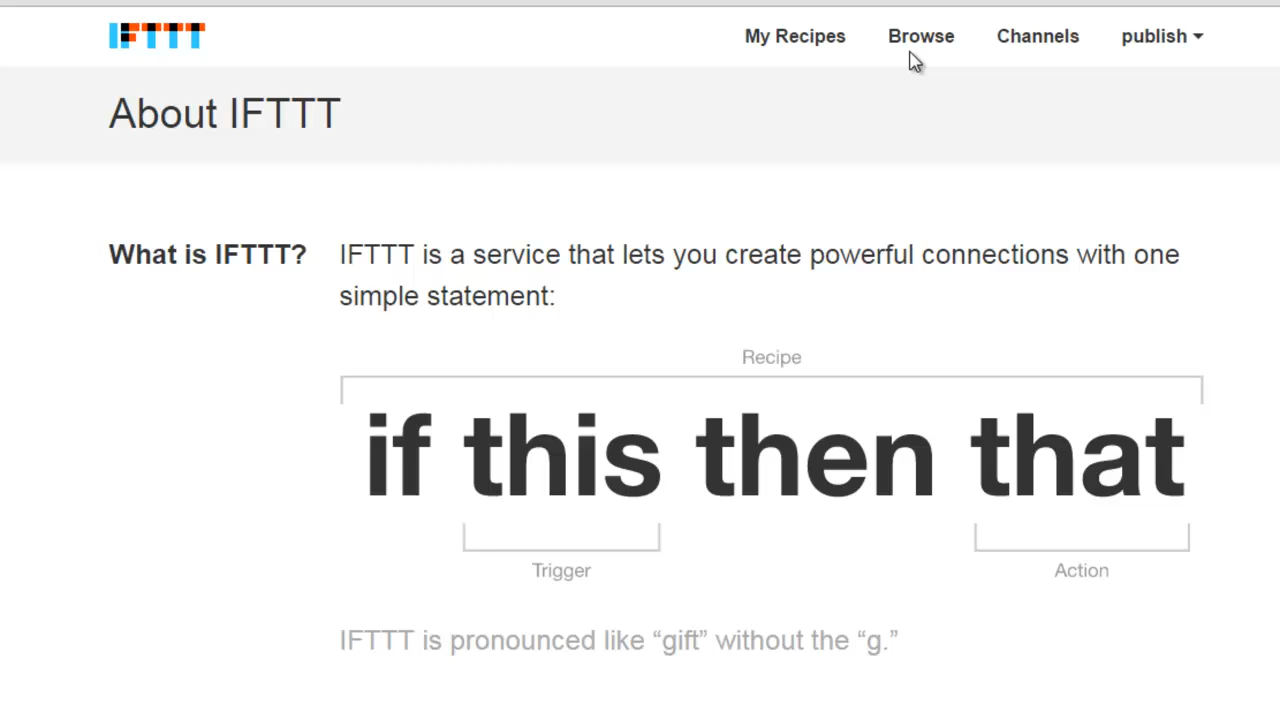 IFTTT
My Recipes Browse Channels publish
About IFTTT
What is IFTTT? IFTTT is a service that lets you create powerful connections with one
simple statement:
Recipe
if this then that
Trigger Action
IFTTT is pronounced like “gift” without the “g.”